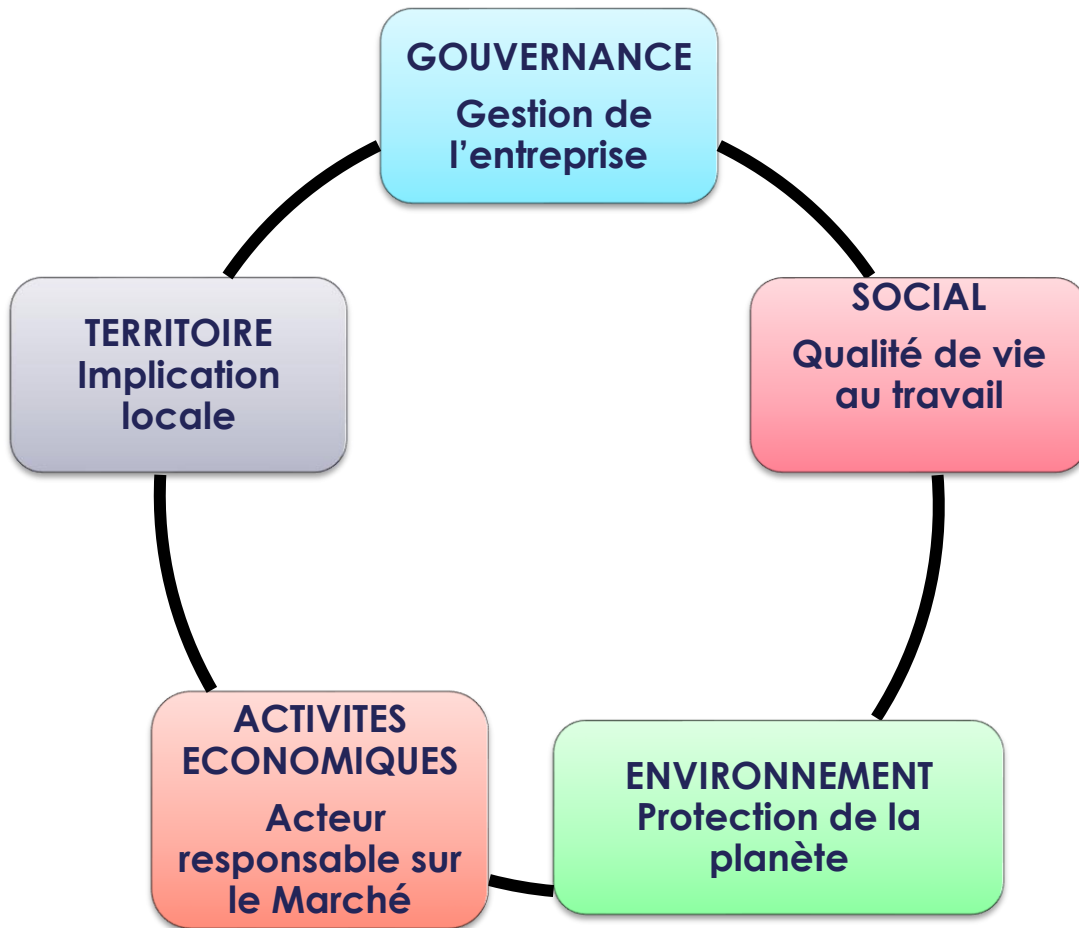 GOUVERNANCE
Gestion de
l’entreprise
SOCIAL
Qualité de vie
au travail
TERRITOIRE
Implication
locale
ACTIVITES
ECONOMIQUES
Acteur
responsable sur
le Marché
ENVIRONNEMENT
Protection de la
planète